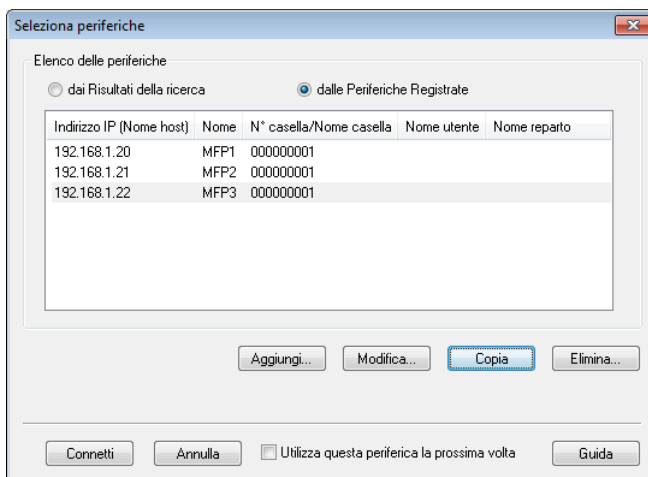 Seleziona periferiche
Elenco delle periferiche
dai Risultati della ricerca dalle Periferiche Registrate
Indirizzo IP (Nome host) Nome N° casella/Nome casella Nome utente Nome reparto
192.168.1.20 MFP1 000000001
192.168.1.21 MFP2 000000001
192.168.1.22 MFP3 000000001
Aggiungi... Modifica... Copia Elimina...
Connetti Annulla Utilizza questa periferica la prossima volta Guida